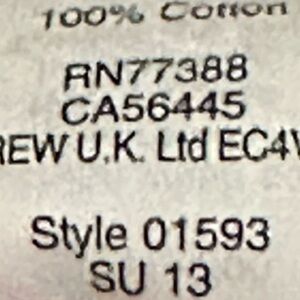 100% Cotton
RN77388
CA56445
REW U.K. Ltd EC4V
Style 01593
SU 13